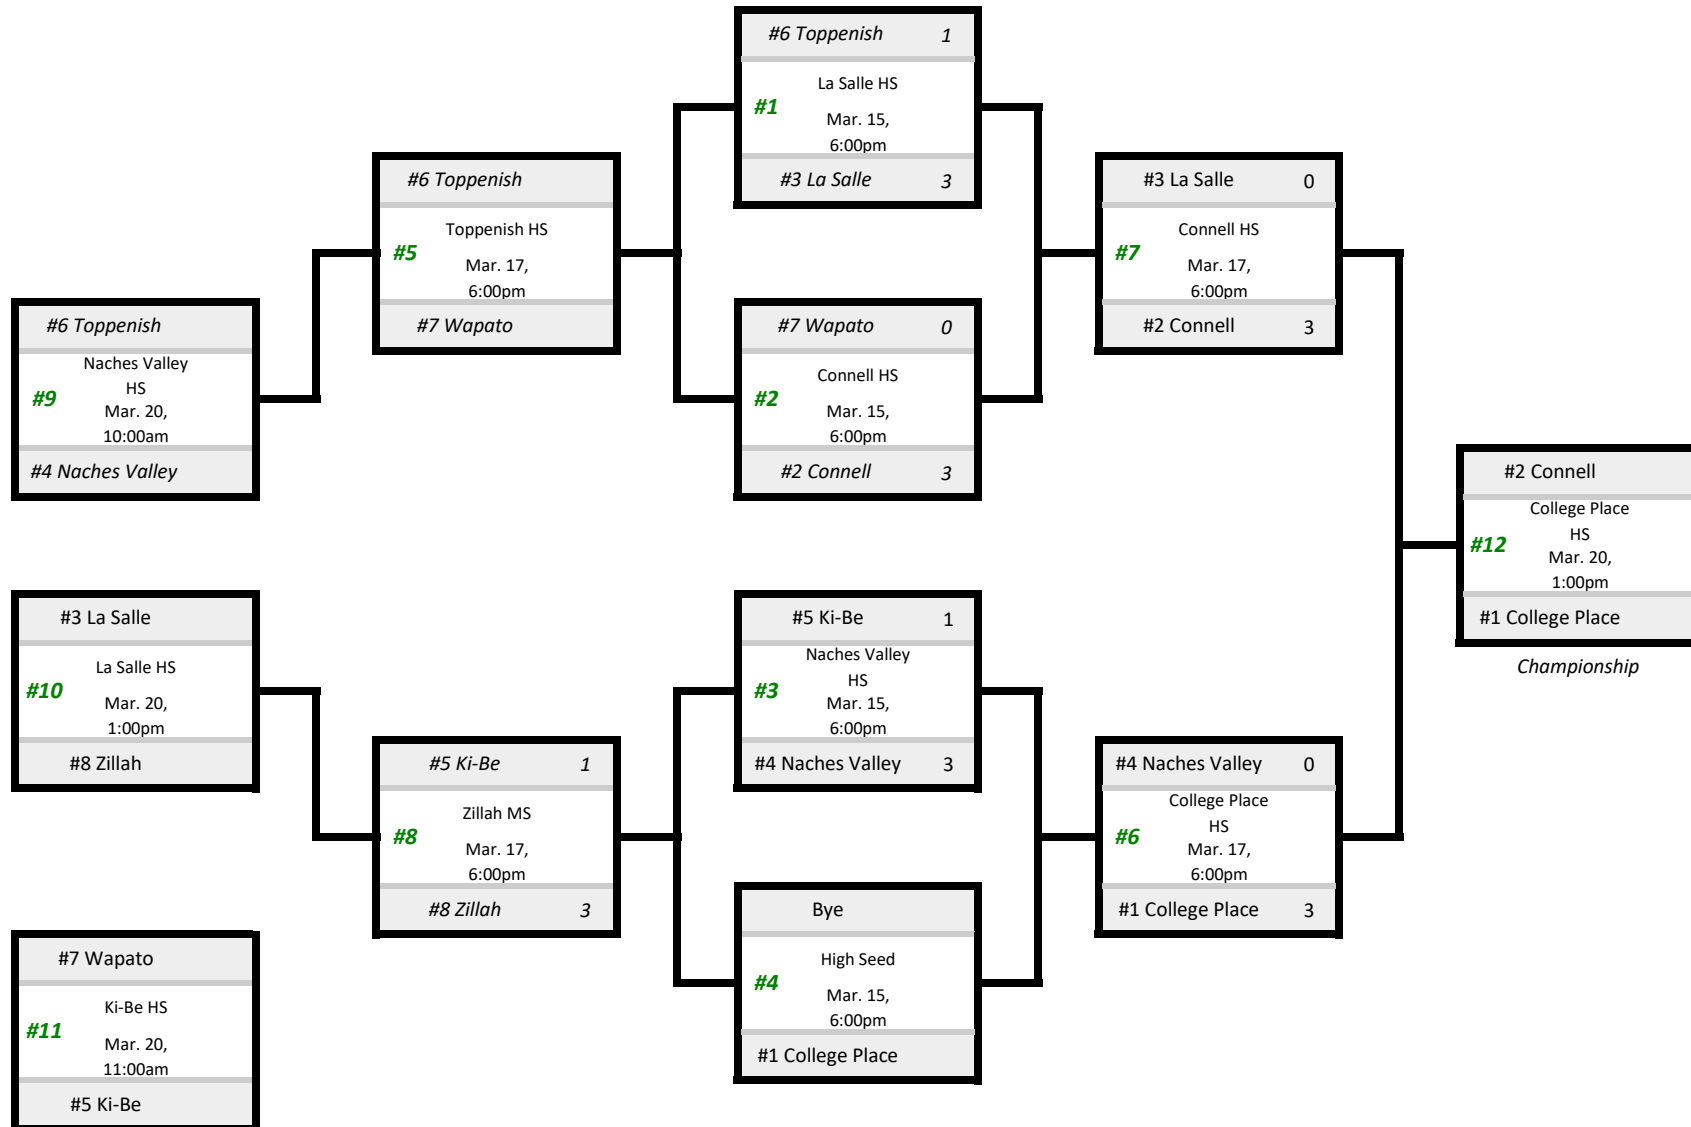 #6 Toppenish 1
La Salle HS
#1
Mar. 15,
6:00pm
#3 La Salle 3
#6 Toppenish
Toppenish HS
#5
Mar. 17,
6:00pm
#7 Wapato
#3 La Salle 0
Connell HS
#7
Mar. 17,
6:00pm
#2 Connell 3
#6 Toppenish
Naches Valley
HS
#9
Mar. 20,
10:00am
#4 Naches Valley
#7 Wapato 0
Connell HS
#2
Mar. 15,
6:00pm
#2 Connell 3
#2 Connell
College Place
HS
#12
Mar. 20,
1:00pm
#1 College Place
Championship
#3 La Salle
La Salle HS
#10
Mar. 20,
1:00pm
#8 Zillah
#5 Ki-Be 1
Naches Valley
HS
#3
Mar. 15,
6:00pm
#4 Naches Valley 3
#5 Ki-Be 1
Zillah MS
#8
Mar. 17,
6:00pm
#8 Zillah 3
#4 Naches Valley 0
College Place
HS
#6
Mar. 17,
6:00pm
#1 College Place 3
Bye
High Seed
#4
Mar. 15,
6:00pm
#1 College Place
#7 Wapato
Ki-Be HS
#11
Mar. 20,
11:00am
#5 Ki-Be